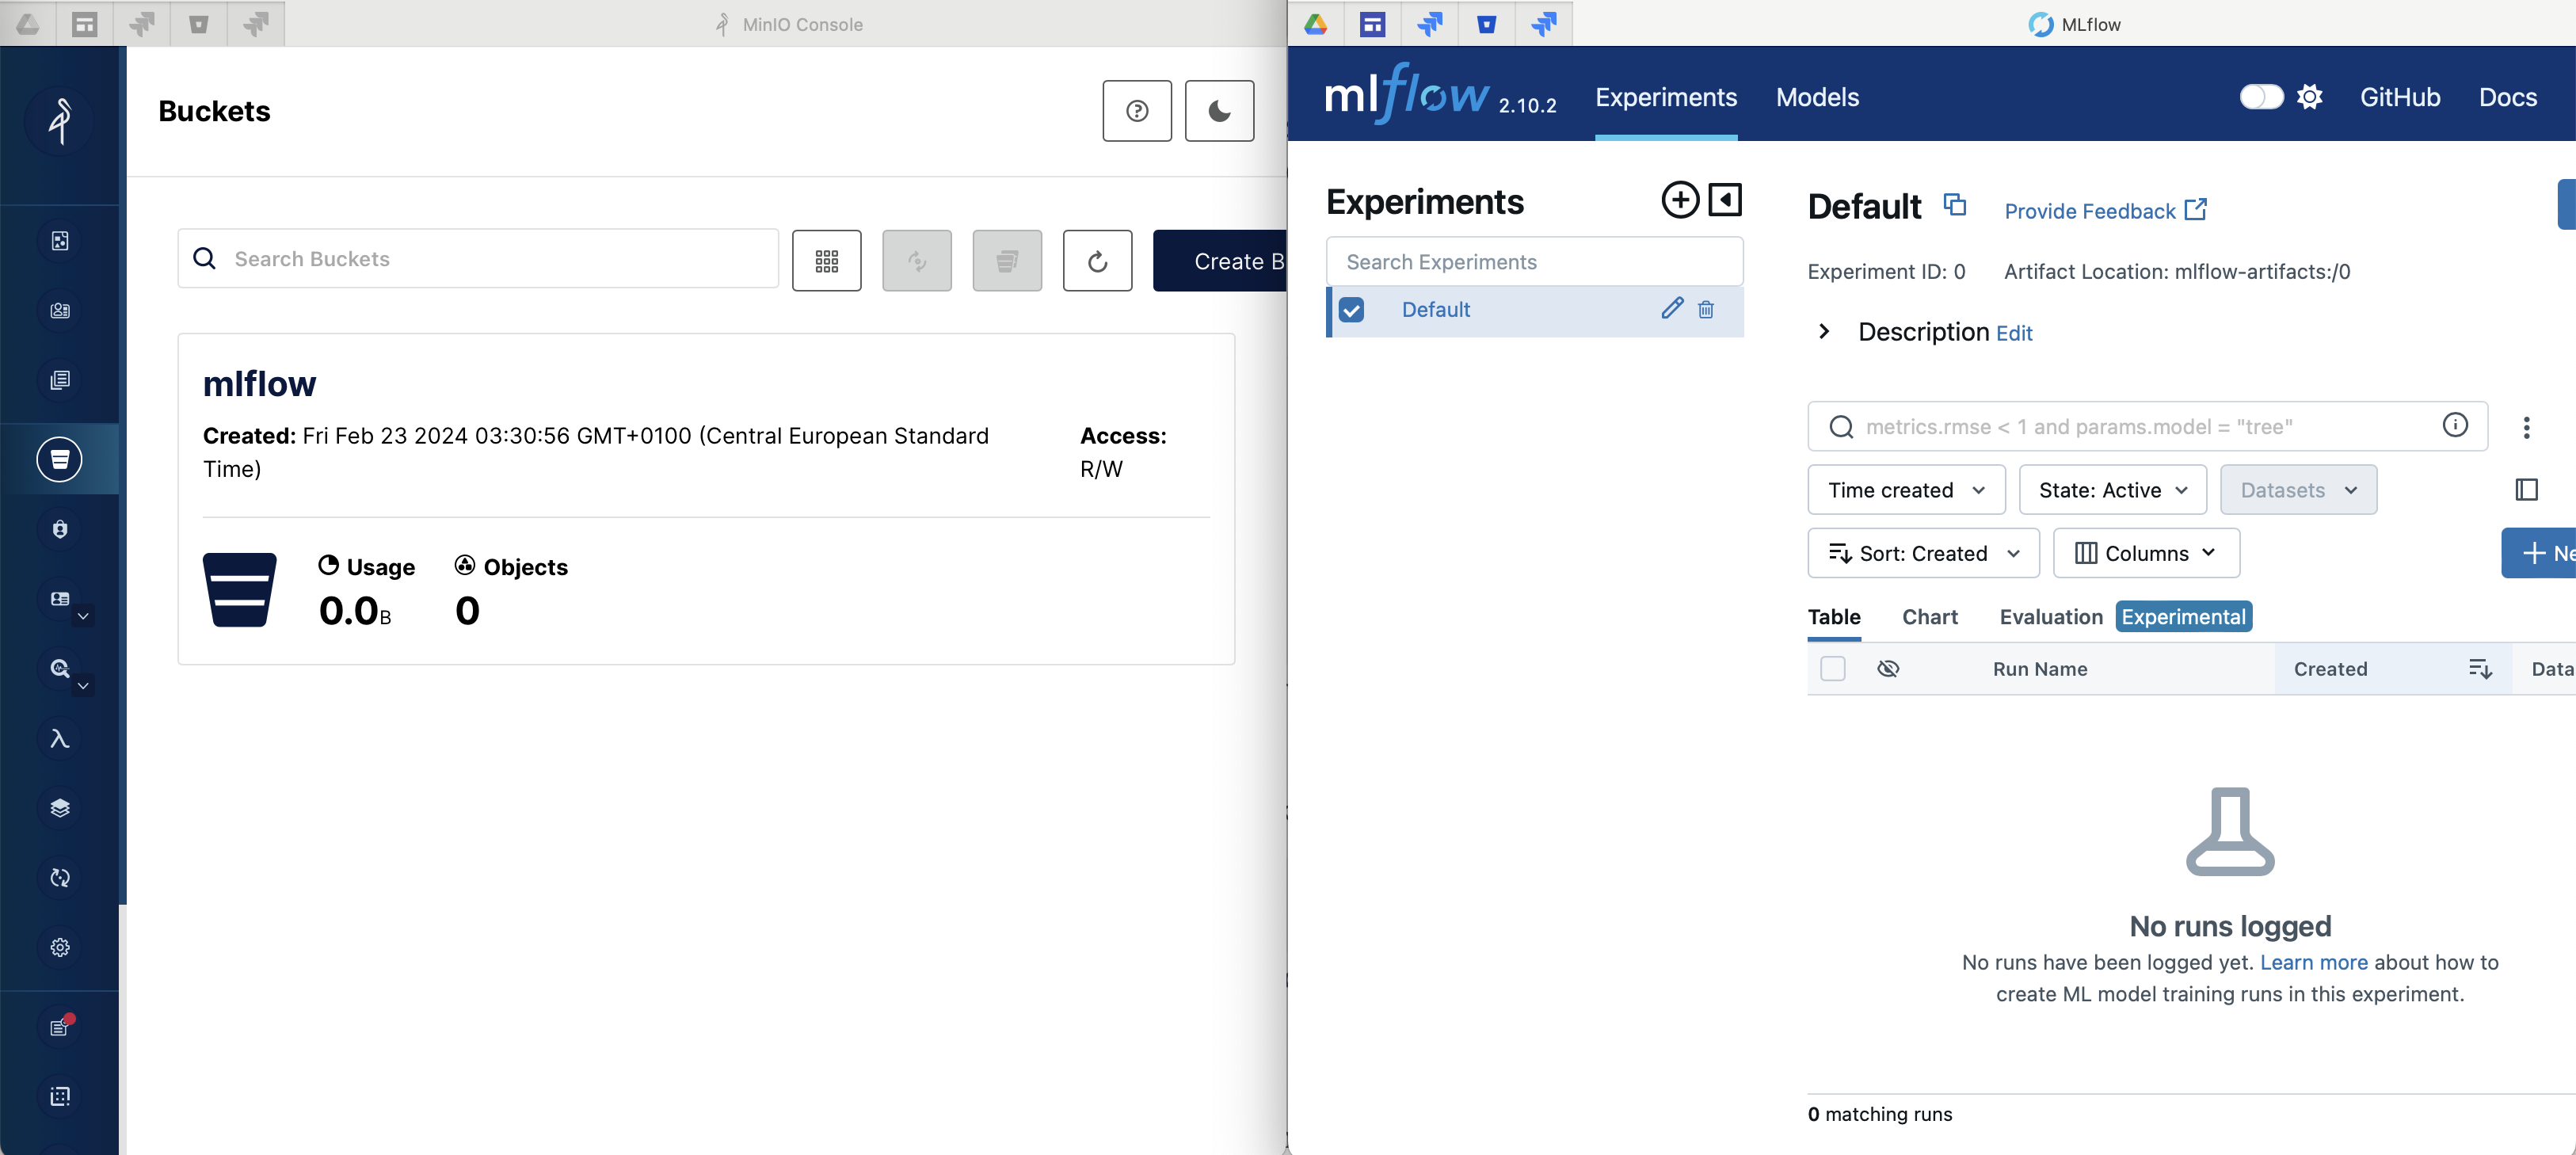 MinIO Console
Buckets
Search Buckets
Create B
mlflow
Created: Fri Feb 23 2024 03:30:56 GMT+0100 (Central European Standard
Time)
Access:
R/W
Usage
0.0B
Objects
0
MLflow
mlflow 2.10.2
Experiments
Models
GitHub
Docs
Experiments
Search Experiments
Default
Default
Provide Feedback
Experiment ID: 0
Artifact Location: mlflow-artifacts:/0
Description Edit
metrics.rmse < 1 and params.model = "tree"
Time created
State: Active
Datasets
Sort: Created
Columns
Ne
Table
Chart
Evaluation
Experimental
Run Name
Created
Data
No runs logged
No runs have been logged yet. Learn more about how to
create ML model training runs in this experiment.
0 matching runs